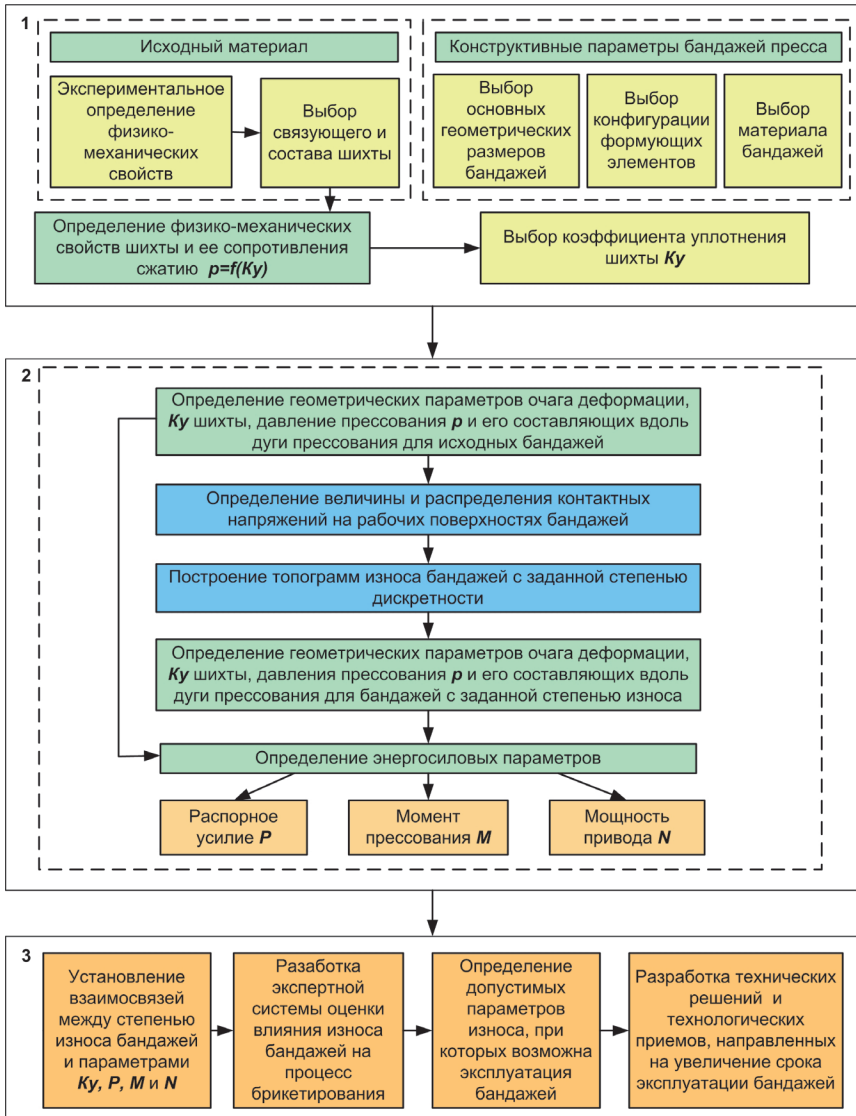 1
Исходный материал
Экспериментальное
определение
физико-
механических
свойств
Выбор
связующего и
состава шихты
Конструктивные параметры бандажей пресса
Выбор
основных
геометрических
размеров
бандажей
Выбор
конфигурации
формующих
элементов
Выбор
материала
бандажей
Определение физико-механических
свойств шихты и ее сопротивления
сжатию p=f(Ку)
Выбор коэффициента уплотнения
шихты Ку
2
Определение геометрических параметров очага деформации,
Ку шихты, давление прессования р и его составляющих вдоль
дуги прессования для исходных бандажей
Определение величины и распределения контактных
напряжений на рабочих поверхностях бандажей
Построение топограмм износа бандажей с заданной степенью
дискретности
Определение геометрических параметров очага деформации,
Ку шихты, давления прессования р и его составляющих вдоль
дуги прессования для бандажей с заданной степенью износа
Определение энергосиловых параметров
Распорное
усилие P
Момент
прессования M
Мощность
привода N
3
Установление
взаимосвязей
между степенью
износа бандажей
и параметрами
Ку, P, M и N
Разаботка
экспертной
системы оценки
влияния износа
бандажей на
процесс
брикетирования
Определение
допустимых
параметров
износа, при
которых возможна
эксплуатация
бандажей
Разработка технических
решений и
технологических
приемов, направленных
на увеличение срока
эксплуатации бандажей